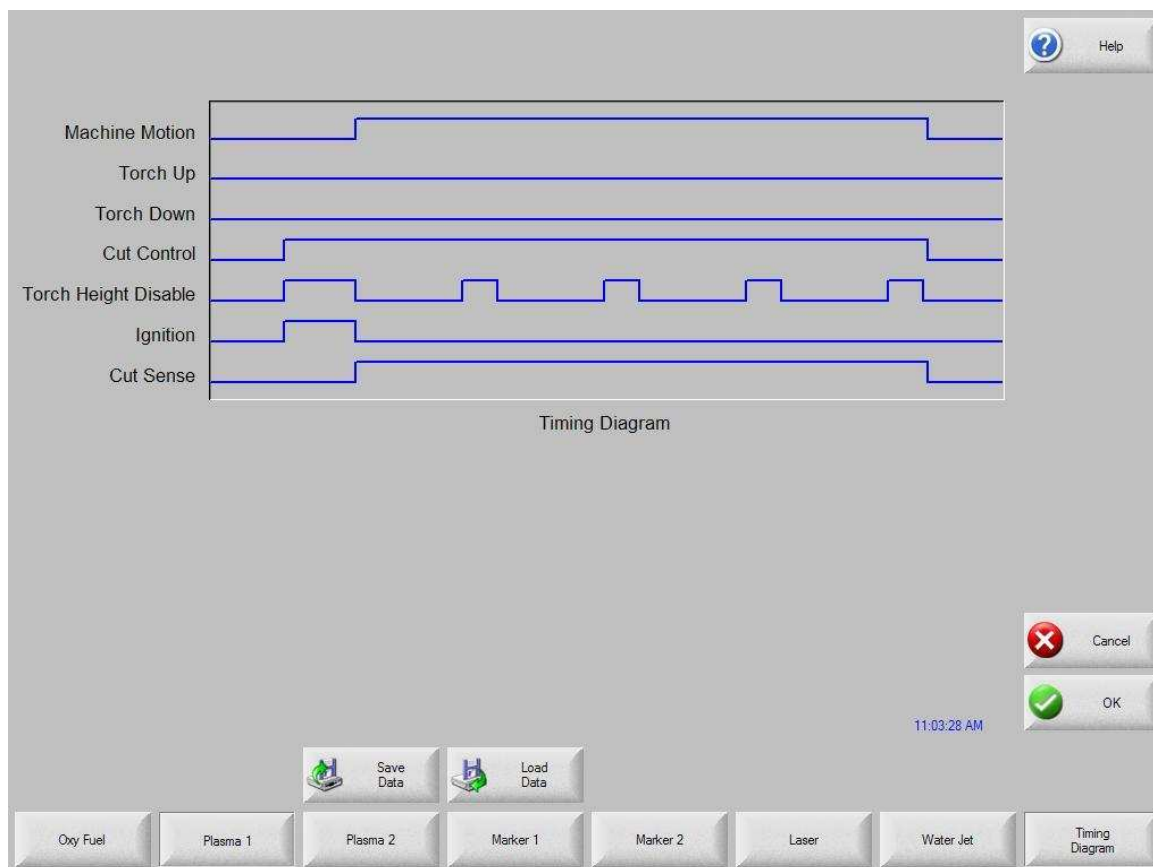 Help
Machine Motion
Torch Up
Torch Down
Cut Control
Torch Height Disable
Ignition
Cut Sense
Timing Diagram
Cancel
OK
11:03:28 AM
Save
Data
Load
Data
Oxy Fuel
Plasma 1
Plasma 2
Marker 1
Marker 2
Laser
Water Jet
Timing
Diagram